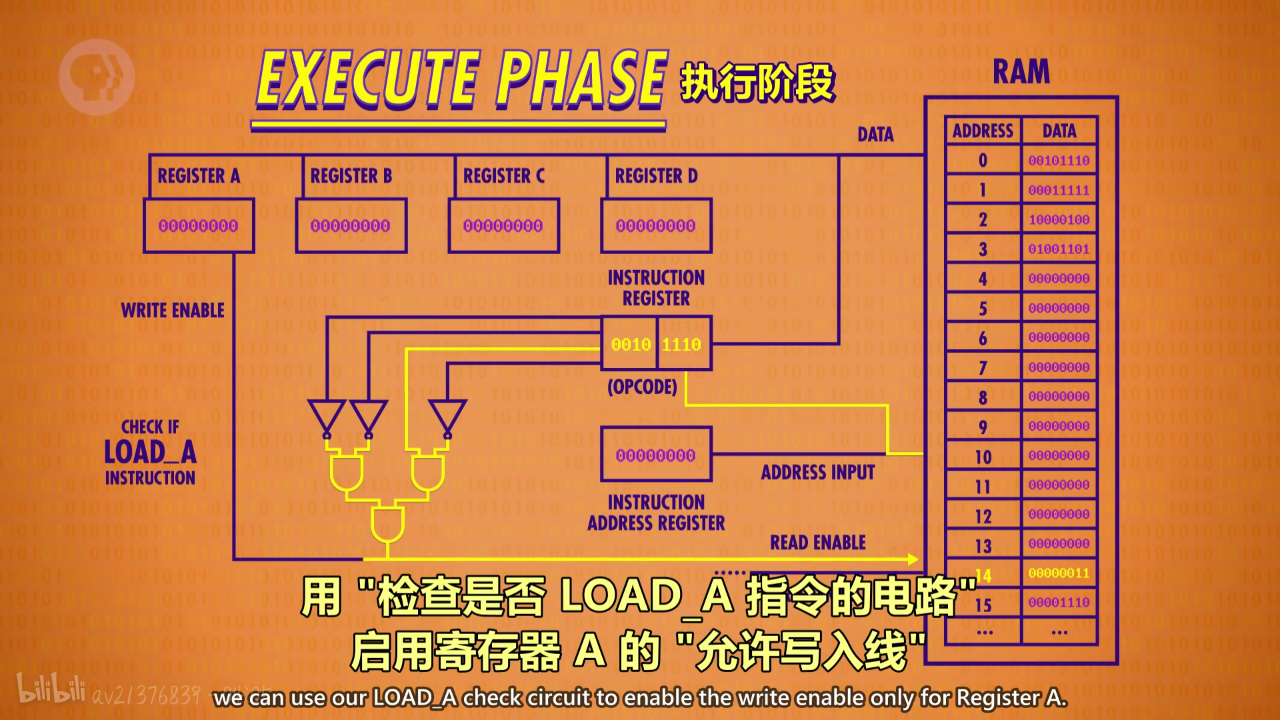 EXECUTE PHASE 执行阶段
RAM
DATA
ADDRESS DATA
0 00101110
1 00011111
2 10000100
3 01001101
4 00000000
5 00000000
6 00000000
7 00000000
8 00000000
9 00000000
10 00000000
11 00000000
12 00000000
13 00000000
14 00000011
15 00001110
... ...
REGISTER A REGISTER B REGISTER C REGISTER D
00000000 00000000 00000000 00000000
INSTRUCTION
REGISTER
WRITE ENABLE
0010 1110
(OPCODE)
CHECK IF
LOAD_A
INSTRUCTION
00000000
ADDRESS INPUT
INSTRUCTION
ADDRESS REGISTER
READ ENABLE
用 "检查是否 LOAD_A 指令的电路"
启用寄存器 A 的 "允许写入线"
bilibili av21376839
we can use our LOAD_A check circuit to enable the write enable only for Register A.